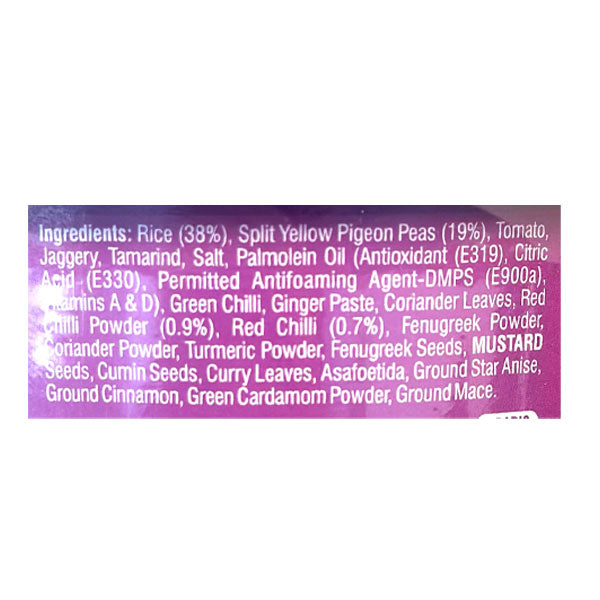 Ingredients: Rice (38%), Split Yellow Pigeon Peas (19%), Tomato,
Jaggery, Tamarind, Salt, Palmolein Oil (Antioxidant (E319), Citric
Acid (E330), Permitted Antifoaming Agent-DMPS (E900a),
Vitamins A & D), Green Chilli, Ginger Paste, Coriander Leaves, Red
Chilli Powder (0.9%), Red Chilli (0.7%), Fenugreek Powder,
Coriander Powder, Turmeric Powder, Fenugreek Seeds, MUSTARD
Seeds, Cumin Seeds, Curry Leaves, Asafoetida, Ground Star Anise,
Ground Cinnamon, Green Cardamom Powder, Ground Mace.